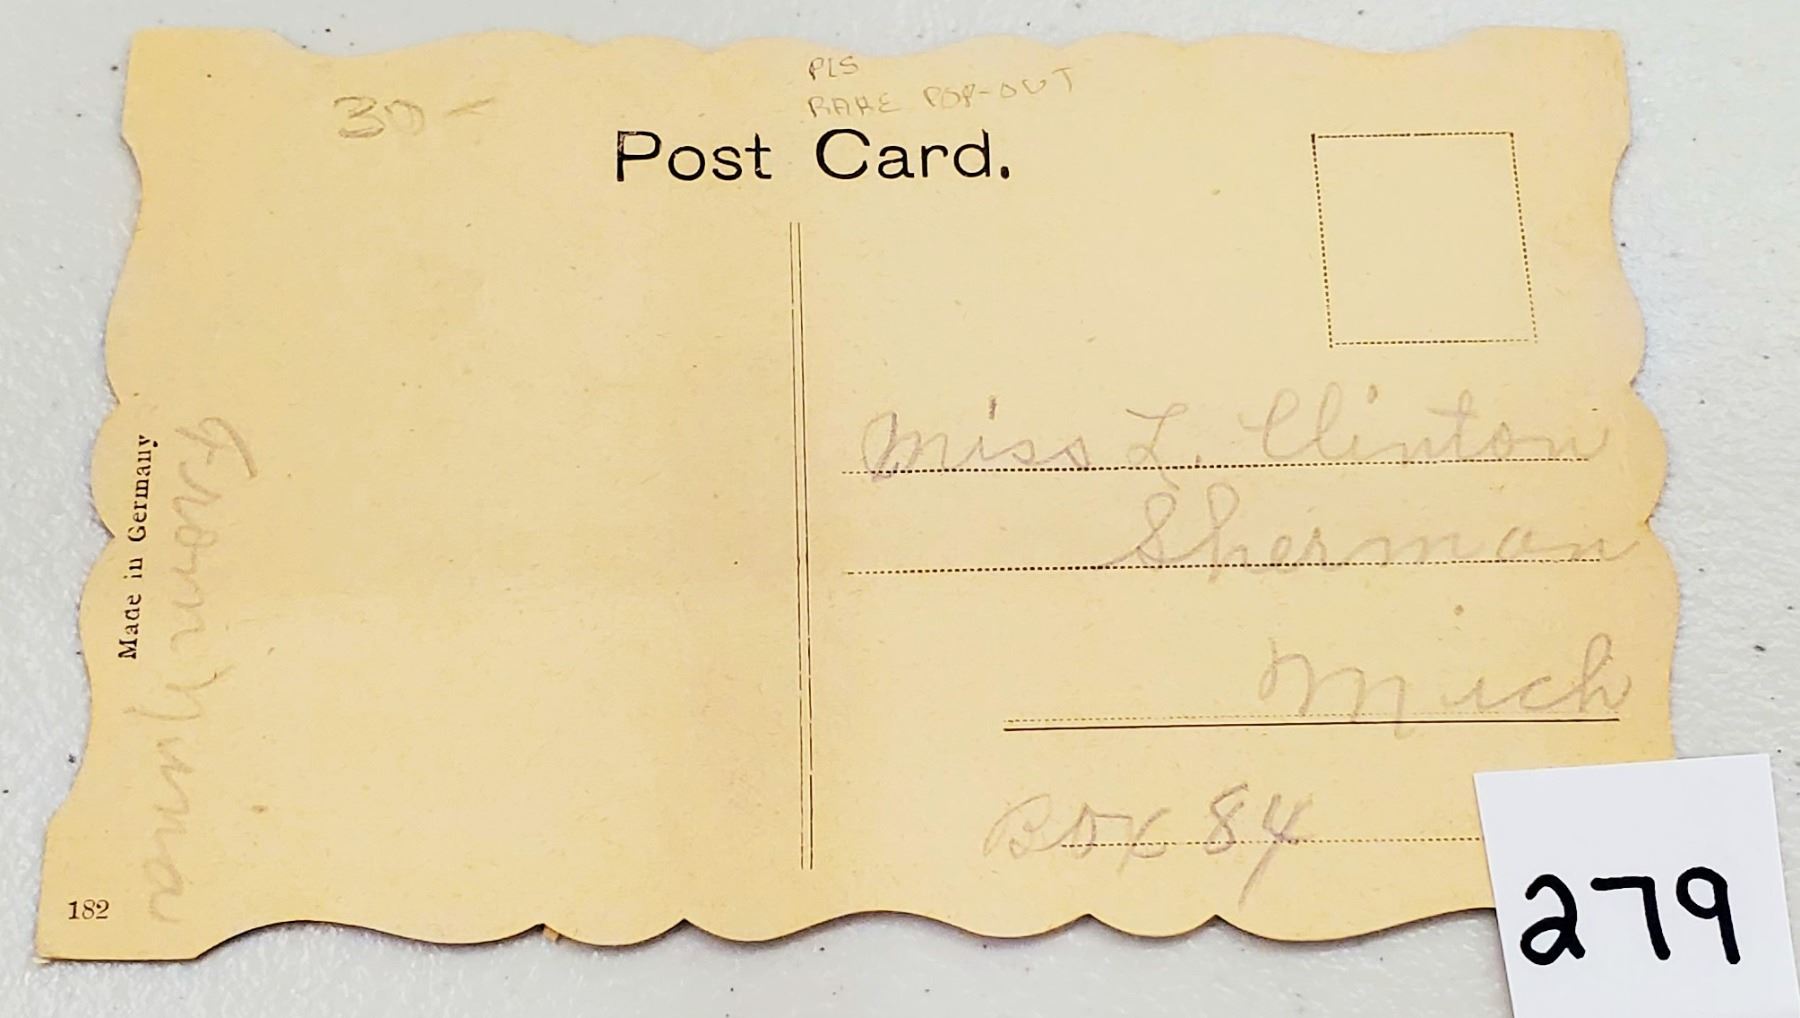 PLS
30-
RARE POP-OUT
Post Card.
Miss L. Clinton
Sherman
Mich
Box 84
Made in Germany
From
182
279